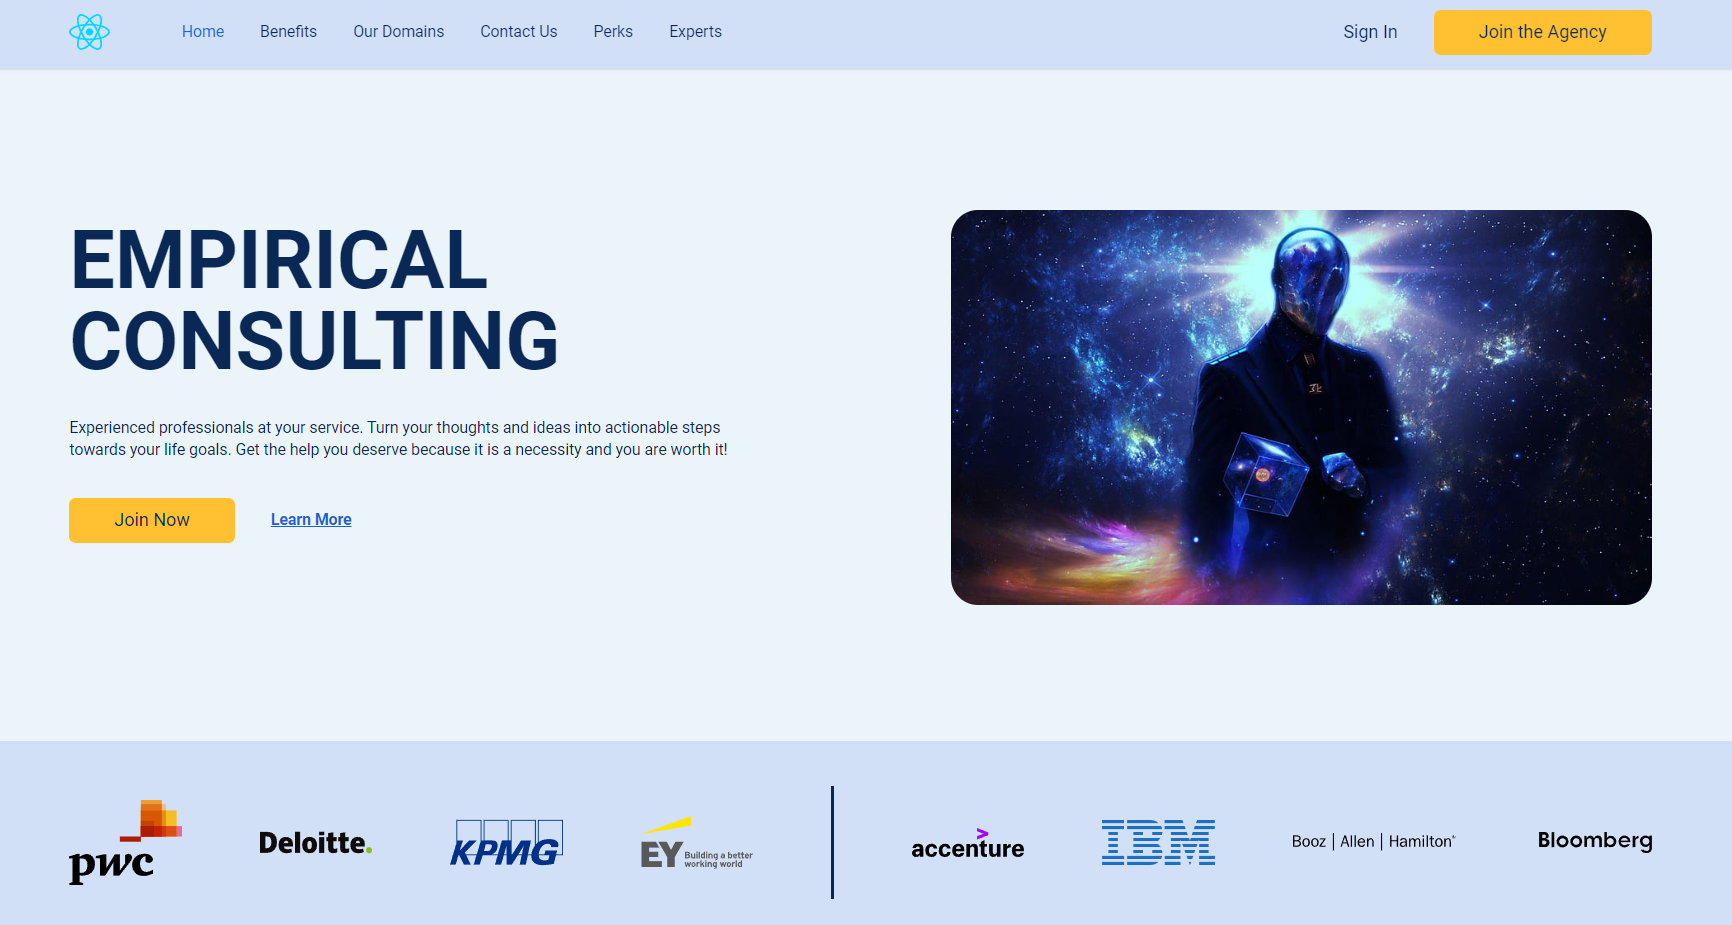 Home Benefits Our Domains Contact Us Perks Experts Sign In Join the Agency
EMPIRICAL
CONSULTING
Experienced professionals at your service. Turn your thoughts and ideas into actionable steps
towards your life goals. Get the help you deserve because it is a necessity and you are worth it!
Join Now Learn More
pwc
Deloitte.
KPMG
EY Building a better
working world
accenture
IBM
Booz | Allen | Hamilton
Bloomberg